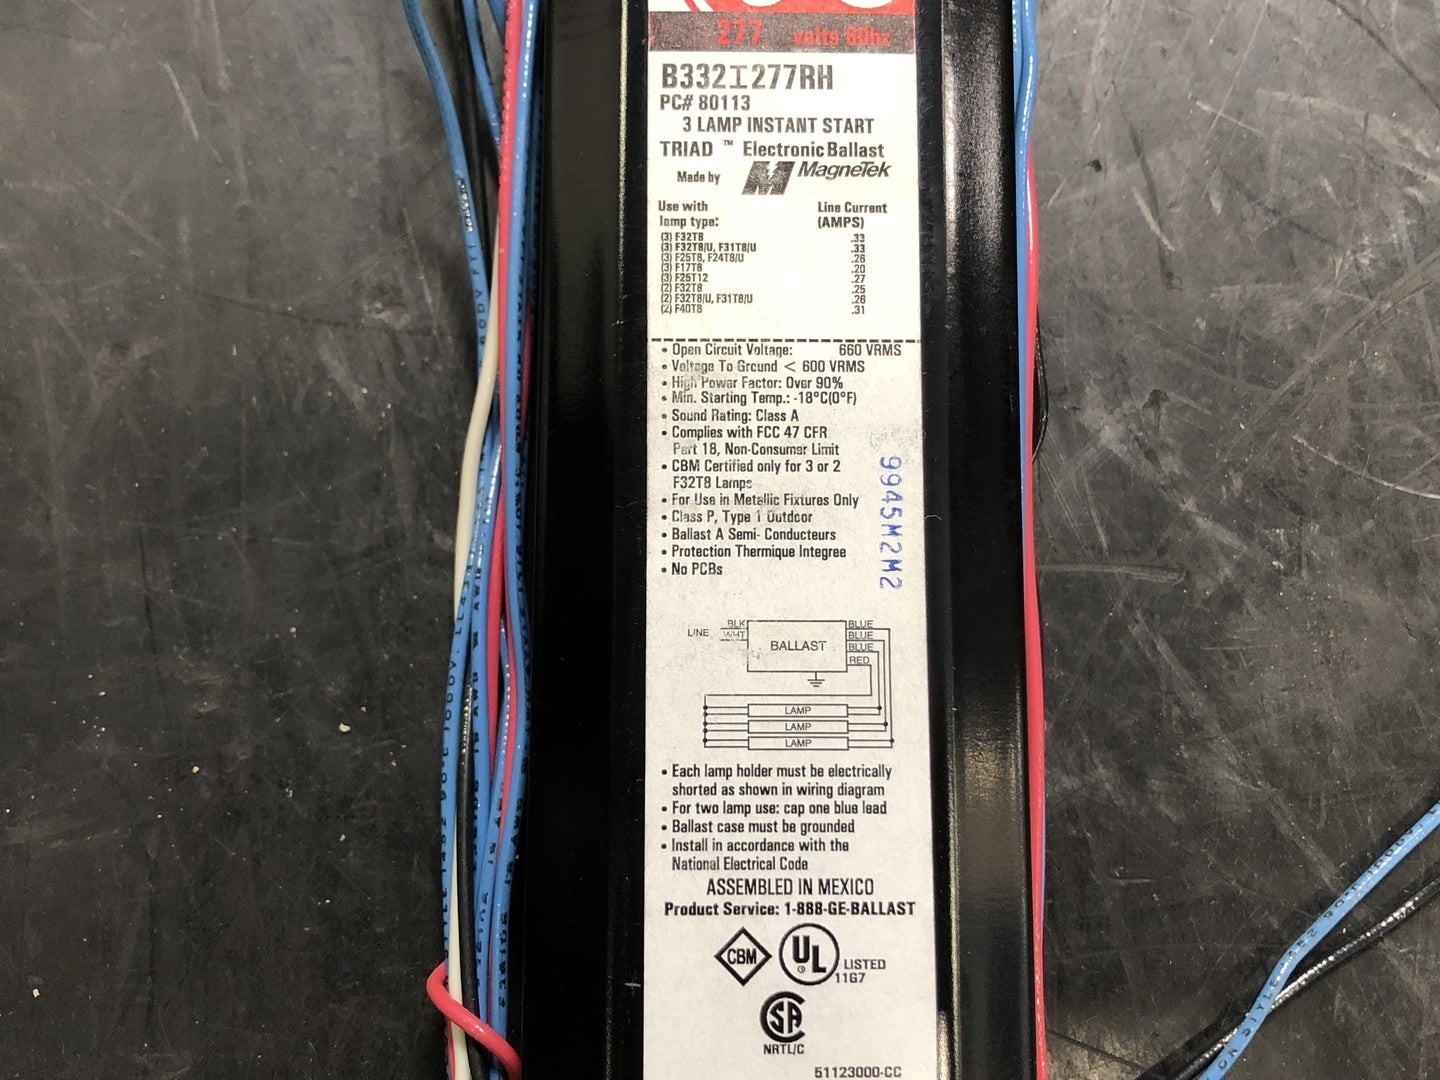 277 volts 60hz
B332I277RH
PC# 80113
3 LAMP INSTANT START
TRIAD ™ Electronic Ballast
Made by MagneTek
Use with lamp type: Line Current (AMPS)
(3) F32T8 .33
(3) F32T8/U, F31T8/U .33
(3) F25T8, F24T8/U .26
(3) F17T8 .20
(3) F25T12 .27
(2) F32T8 .25
(2) F32T8/U, F31T8/U .26
(2) F40T8 .31
• Open Circuit Voltage: 660 VRMS
• Voltage To Ground < 600 VRMS
• High Power Factor: Over 90%
• Min. Starting Temp.: -18°C(0°F)
• Sound Rating: Class A
• Complies with FCC 47 CFR
Part 18, Non-Consumer Limit
• CBM Certified only for 3 or 2
F32T8 Lamps
• For Use in Metallic Fixtures Only
• Class P, Type 1 Outdoor
• Ballast A Semi- Conducteurs
• Protection Thermique Integree
• No PCBs
9945M2M2
LINE BLK WHT BALLAST BLUE
BLUE
BLUE
RED
LAMP
LAMP
LAMP
• Each lamp holder must be electrically
shorted as shown in wiring diagram
• For two lamp use: cap one blue lead
• Ballast case must be grounded
• Install in accordance with the
National Electrical Code
ASSEMBLED IN MEXICO
Product Service: 1-888-GE-BALLAST
CBM UL LISTED
11G7
SA
NRTL/C
51123000-CC